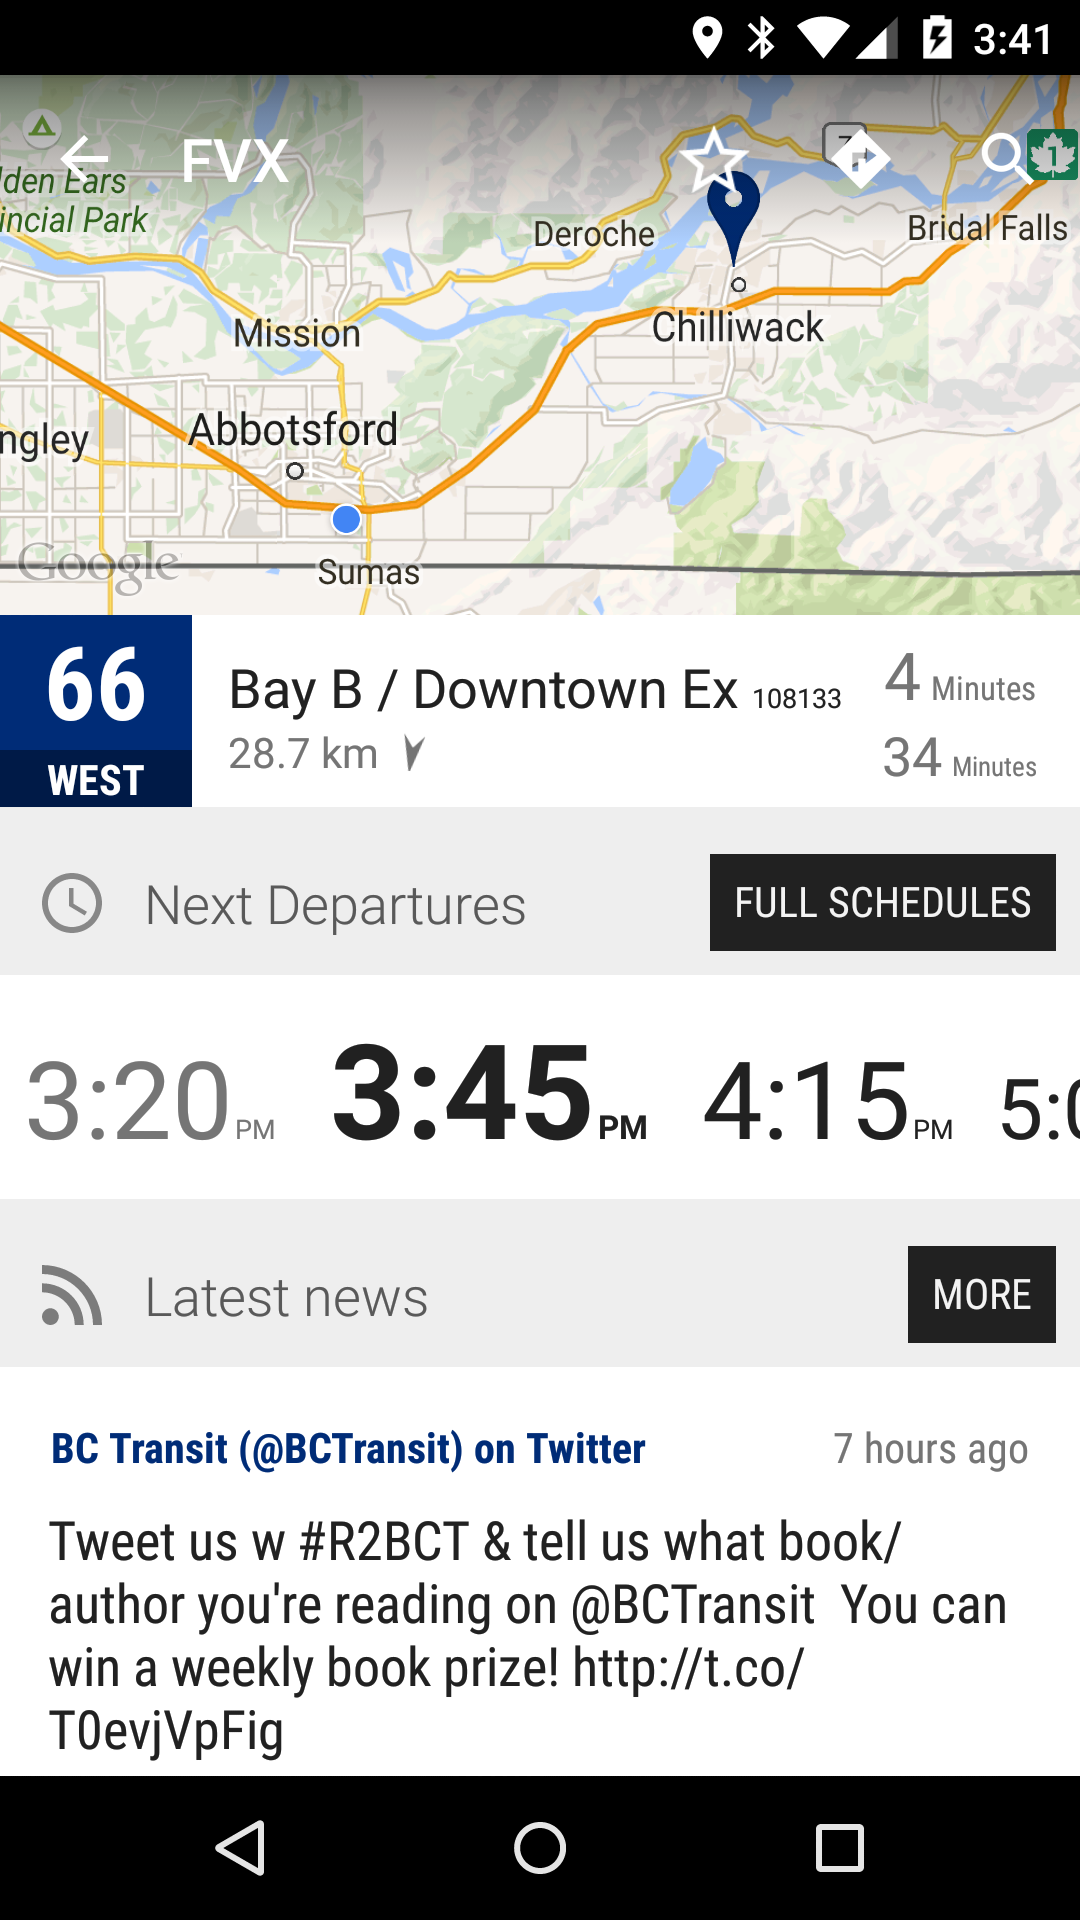 3:41
FVX
7
1
lden Ears
incial Park
Deroche
Bridal Falls
Mission
Chilliwack
Abbotsford
ngley
Google
Sumas
66
WEST
Bay B / Downtown Ex 108133
28.7 km
4 Minutes
34 Minutes
Next Departures
FULL SCHEDULES
3:20 PM
3:45 PM
4:15 PM
5:0
Latest news
MORE
BC Transit (@BCTransit) on Twitter
7 hours ago
Tweet us w #R2BCT & tell us what book/
author you're reading on @BCTransit  You can
win a weekly book prize! http://t.co/
T0evjVpFig